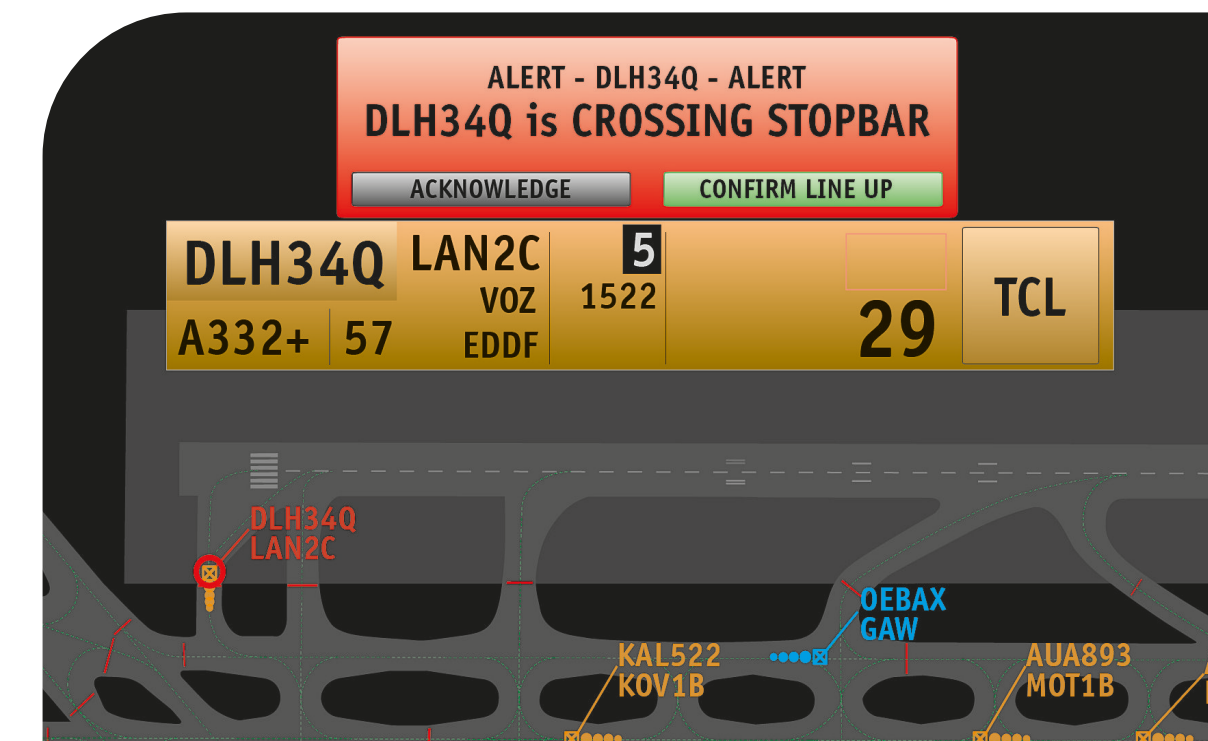 ALERT - DLH34Q - ALERT
DLH34Q is CROSSING STOPBAR
ACKNOWLEDGE
CONFIRM LINE UP
DLH34Q
LAN2C
5
VOZ
1522
A332+
57
EDDF
29
TCL
DLH34Q
LAN2C
OEBAX
GAW
KAL522
KOV1B
AUA893
MOT1B